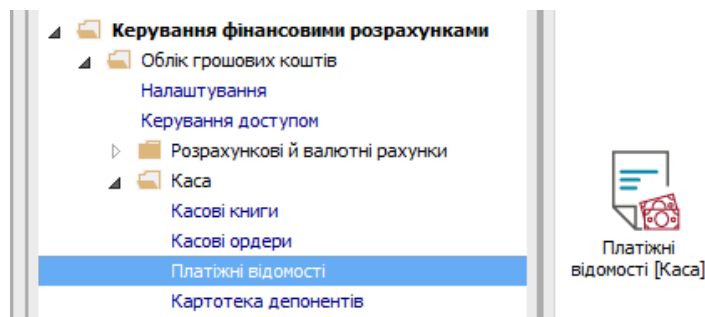 Керування фінансовими розрахунками
Облік грошових коштів
Налаштування
Керування доступом
Розрахункові й валютні рахунки
Каса
Касові книги
Касові ордери
Платіжні відомості
Картотека депонентів
Платіжні
відомості [Каса]